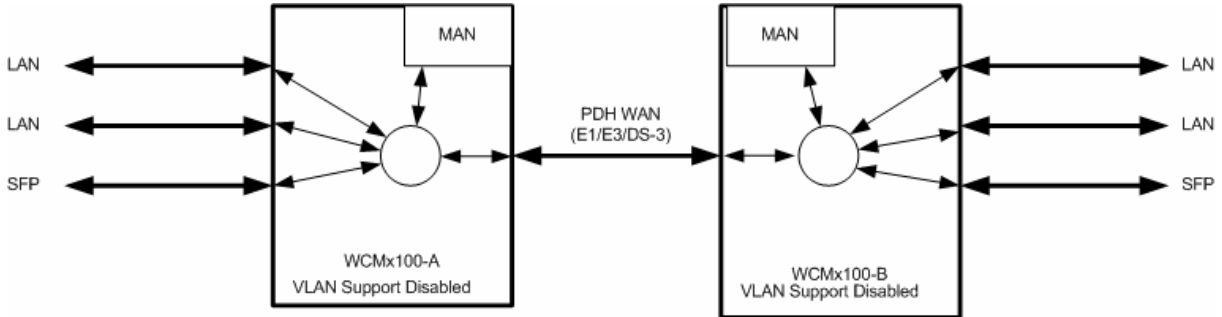 MAN
LAN
LAN
SFP
WCMx100-A
VLAN Support Disabled
PDH WAN
(E1/E3/DS-3)
MAN
LAN
LAN
SFP
WCMx100-B
VLAN Support Disabled